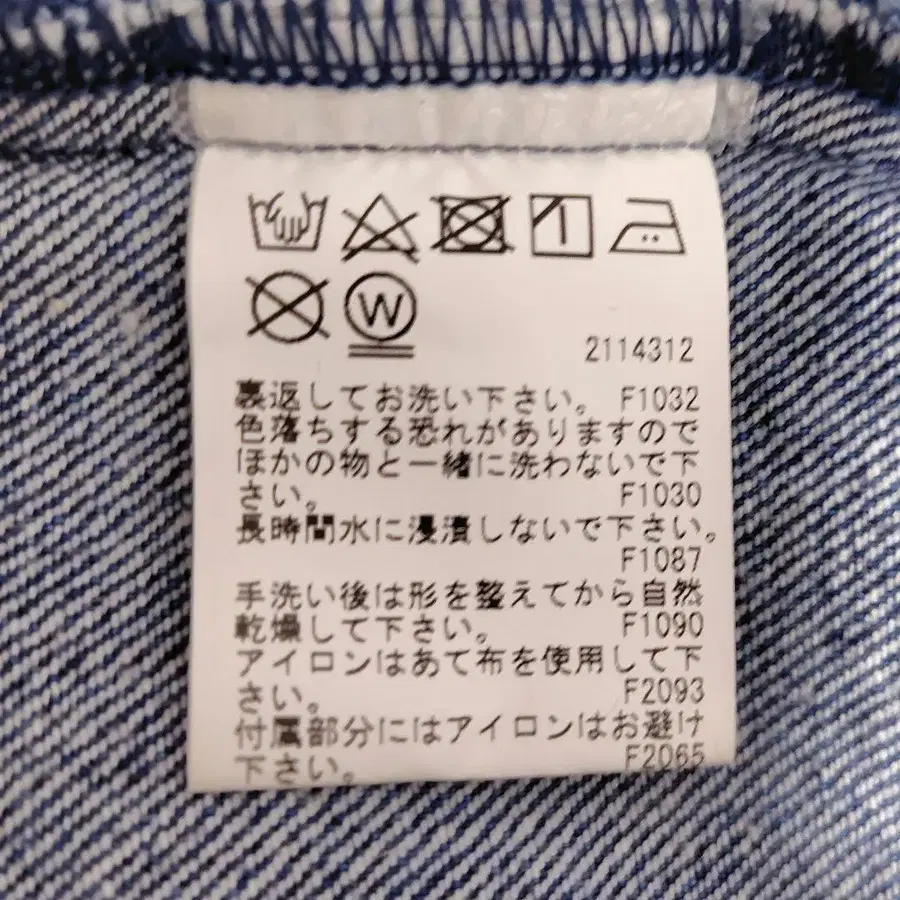 W
2114312
裏返してお洗い下さい。 F1032
色落ちする恐れがありますので
ほかの物と一緒に洗わないで下
さい。 F1030
長時間水に浸漬しないで下さい。
F1087
手洗い後は形を整えてから自然
乾燥して下さい。 F1090
アイロンはあて布を使用して下
さい。 F2093
付属部分にはアイロンはお避け
下さい。 F2065